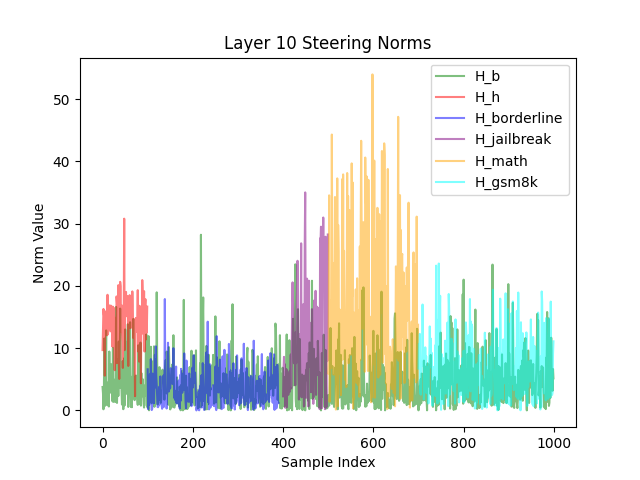 Layer 10 Steering Norms
H_b
H_h
H_borderline
H_jailbreak
H_math
H_gsm8k
Norm Value
50
40
30
20
10
0
0
200
400
600
800
1000
Sample Index